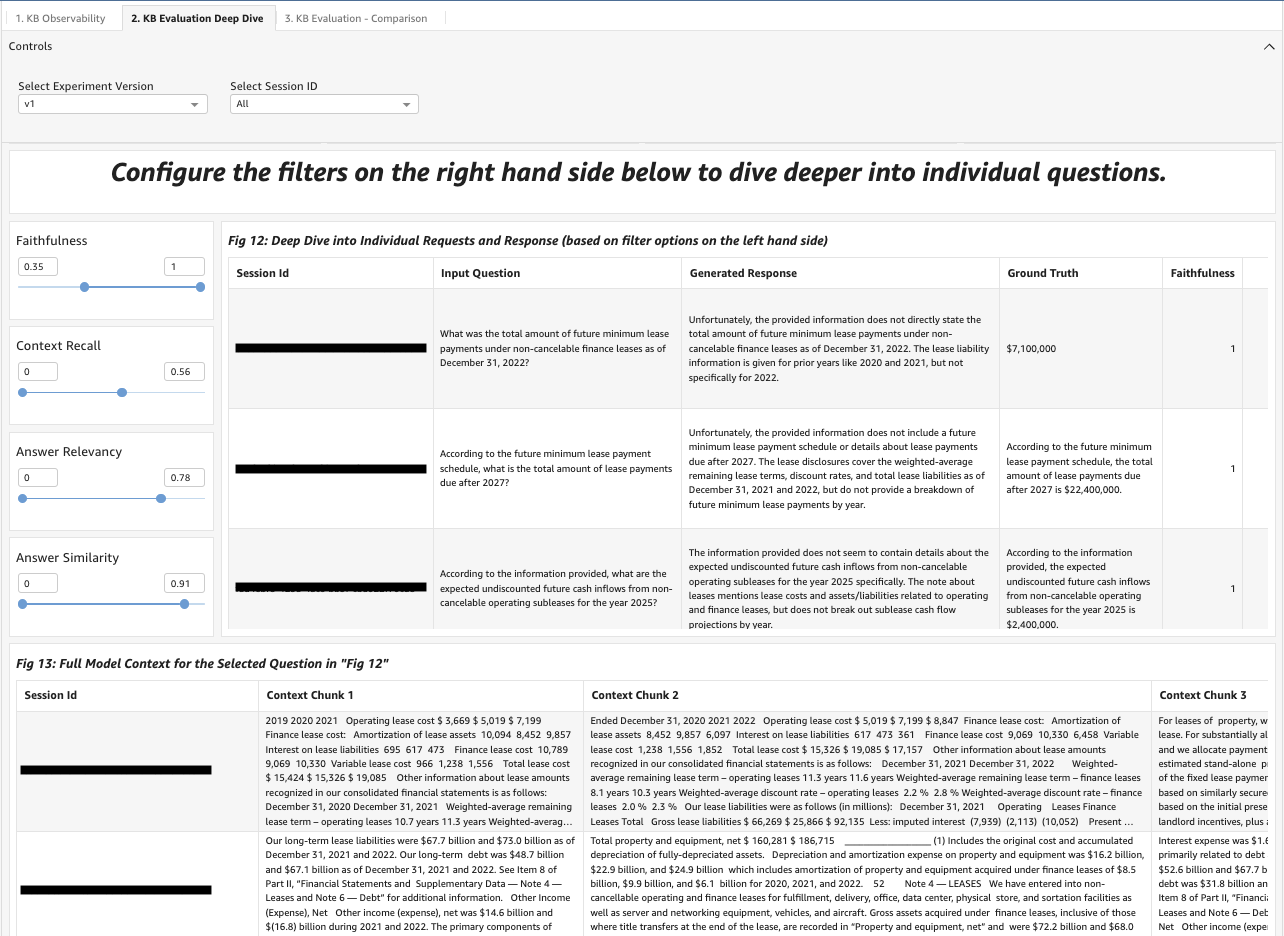 1. KB Observability
2. KB Evaluation Deep Dive
3. KB Evaluation - Comparison
Controls
Select Experiment Version
v1
Select Session ID
All
Configure the filters on the right hand side below to dive deeper into individual questions.
Faithfulness
0.35
1
Context Recall
0
0.56
Answer Relevancy
0
0.78
Answer Similarity
0
0.91
Fig 12: Deep Dive into Individual Requests and Response (based on filter options on the left hand side)
Session Id
Input Question
Generated Response
Ground Truth
Faithfulness
What was the total amount of future minimum lease
payments under non-cancelable finance leases as of
December 31, 2022?
Unfortunately, the provided information does not directly state the
total amount of future minimum lease payments under non-
cancelable finance leases as of December 31, 2022. The lease liability
information is given for prior years like 2020 and 2021, but not
specifically for 2022.
$7,100,000
1
According to the future minimum lease payment
schedule, what is the total amount of lease payments
due after 2027?
Unfortunately, the provided information does not include a future
minimum lease payment schedule or details about lease payments
due after 2027. The lease disclosures cover the weighted-average
remaining lease terms, discount rates, and total lease liabilities as of
December 31, 2021 and 2022, but do not provide a breakdown of
future minimum lease payments by year.
According to the future minimum
lease payment schedule, the total
amount of lease payments due
after 2027 is $22,400,000.
1
According to the information provided, what are the
expected undiscounted future cash inflows from non-
cancelable operating subleases for the year 2025?
The information provided does not seem to contain details about the
expected undiscounted future cash inflows from non-cancelable
operating subleases for the year 2025 specifically. The note about
leases mentions lease costs and assets/liabilities related to operating
and finance leases, but does not break out sublease cash flow
projections by year.
According to the information
provided, the expected
undiscounted future cash inflows
from non-cancelable operating
subleases for the year 2025 is
$2,400,000.
1
Fig 13: Full Model Context for the Selected Question in "Fig 12"
Session Id
Context Chunk 1
Context Chunk 2
Context Chunk 3
2019 2020 2021 Operating lease cost $ 3,669 $ 5,019 $ 7,199
Finance lease cost: Amortization of lease assets 10,094 8,452 9,857
Interest on lease liabilities 695 617 473 Finance lease cost 10,789
9,069 10,330 Variable lease cost 966 1,238 1,556 Total lease cost
$ 15,424 $ 15,326 $ 19,085 Other information about lease amounts
recognized in our consolidated financial statements is as follows:
December 31, 2020 December 31, 2021 Weighted-average remaining
lease term – operating leases 10.7 years 11.3 years Weighted-averag…
Ended December 31, 2020 2021 2022 Operating lease cost $ 5,019 $ 7,199 $ 8,847 Finance lease cost: Amortization of
lease assets 8,452 9,857 6,097 Interest on lease liabilities 617 473 361 Finance lease cost 9,069 10,330 6,458 Variable
lease cost 1,238 1,556 1,852 Total lease cost $ 15,326 $ 19,085 $ 17,157 Other information about lease amounts
recognized in our consolidated financial statements is as follows: December 31, 2021 December 31, 2022 Weighted-
average remaining lease term – operating leases 11.3 years 11.6 years Weighted-average remaining lease term – finance leases
8.1 years 10.3 years Weighted-average discount rate – operating leases 2.2 % 2.8 % Weighted-average discount rate – finance
leases 2.0 % 2.3 % Our lease liabilities were as follows (in millions): December 31, 2021 Operating Leases Finance
Leases Total Gross lease liabilities $ 66,269 $ 25,866 $ 92,135 Less: imputed interest (7,939) (2,113) (10,052) Present …
For leases of property, w
lease. For substantially al
and we allocate payment
estimated stand-alone p
of the fixed lease paymer
based on similarly secure
based on the initial prese
landlord incentives, plus
Our long-term lease liabilities were $67.7 billion and $73.0 billion as of
December 31, 2021 and 2022. Our long-term debt was $48.7 billion
and $67.1 billion as of December 31, 2021 and 2022. See Item 8 of
Part II, “Financial Statements and Supplementary Data — Note 4 —
Leases and Note 6 — Debt” for additional information. Other Income
(Expense), Net Other income (expense), net was $14.6 billion and
$(16.8) billion during 2021 and 2022. The primary components of
Total property and equipment, net $ 160,281 $ 186,715 ___________________ (1) Includes the original cost and accumulated
depreciation of fully-depreciated assets. Depreciation and amortization expense on property and equipment was $16.2 billion,
$22.9 billion, and $24.9 billion which includes amortization of property and equipment acquired under finance leases of $8.5
billion, $9.9 billion, and $6.1 billion for 2020, 2021, and 2022. 52 Note 4 — LEASES We have entered into non-
cancellable operating and finance leases for fulfillment, delivery, office, data center, physical store, and sortation facilities as
well as server and networking equipment, vehicles, and aircraft. Gross assets acquired under finance leases, inclusive of those
where title transfers at the end of the lease, are recorded in “Property and equipment, net” and were $72.2 billion and $68.0
Interest expense was $1.6
primarily related to debt
$52.6 billion and $67.7 b
debt was $31.8 billion an
Item 8 of Part II, “Financ
Leases and Note 6 — Deb
Net Other income (expe